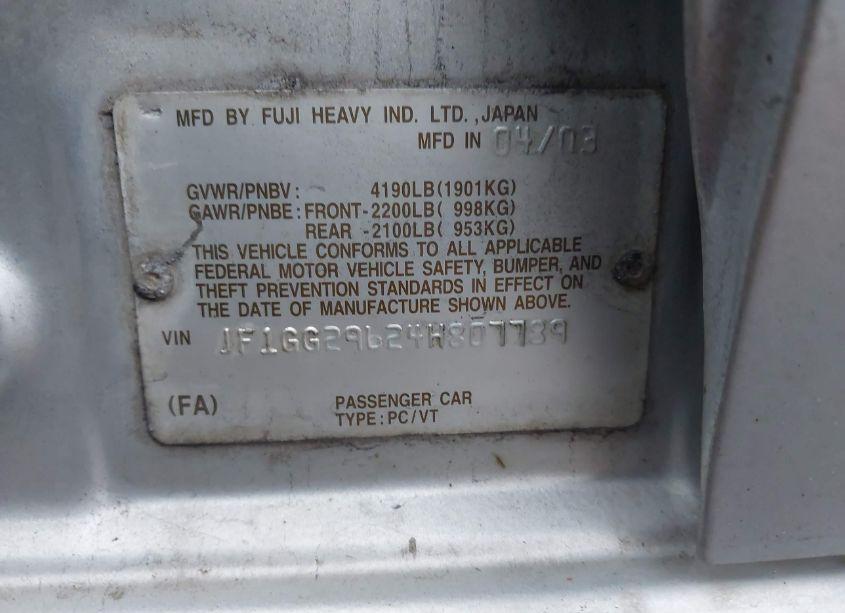 MFD BY FUJI HEAVY IND. LTD.,JAPAN
MFD IN 04/03
GVWR/PNBV: 4190LB(1901KG)
GAWR/PNBE: FRONT-2200LB( 998KG)
REAR -2100LB( 953KG)
THIS VEHICLE CONFORMS TO ALL APPLICABLE
FEDERAL MOTOR VEHICLE SAFETY, BUMPER, AND
THEFT PREVENTION STANDARDS IN EFFECT ON
THE DATE OF MANUFACTURE SHOWN ABOVE.
VIN JF1GG29624H807789
(FA) PASSENGER CAR
TYPE:PC/VT